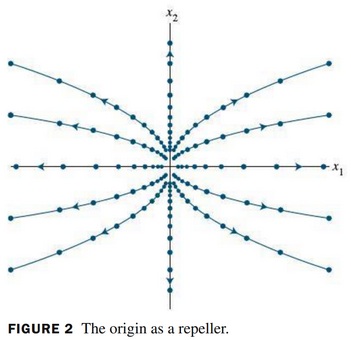 x₂
x₁
FIGURE 2 The origin as a repeller.